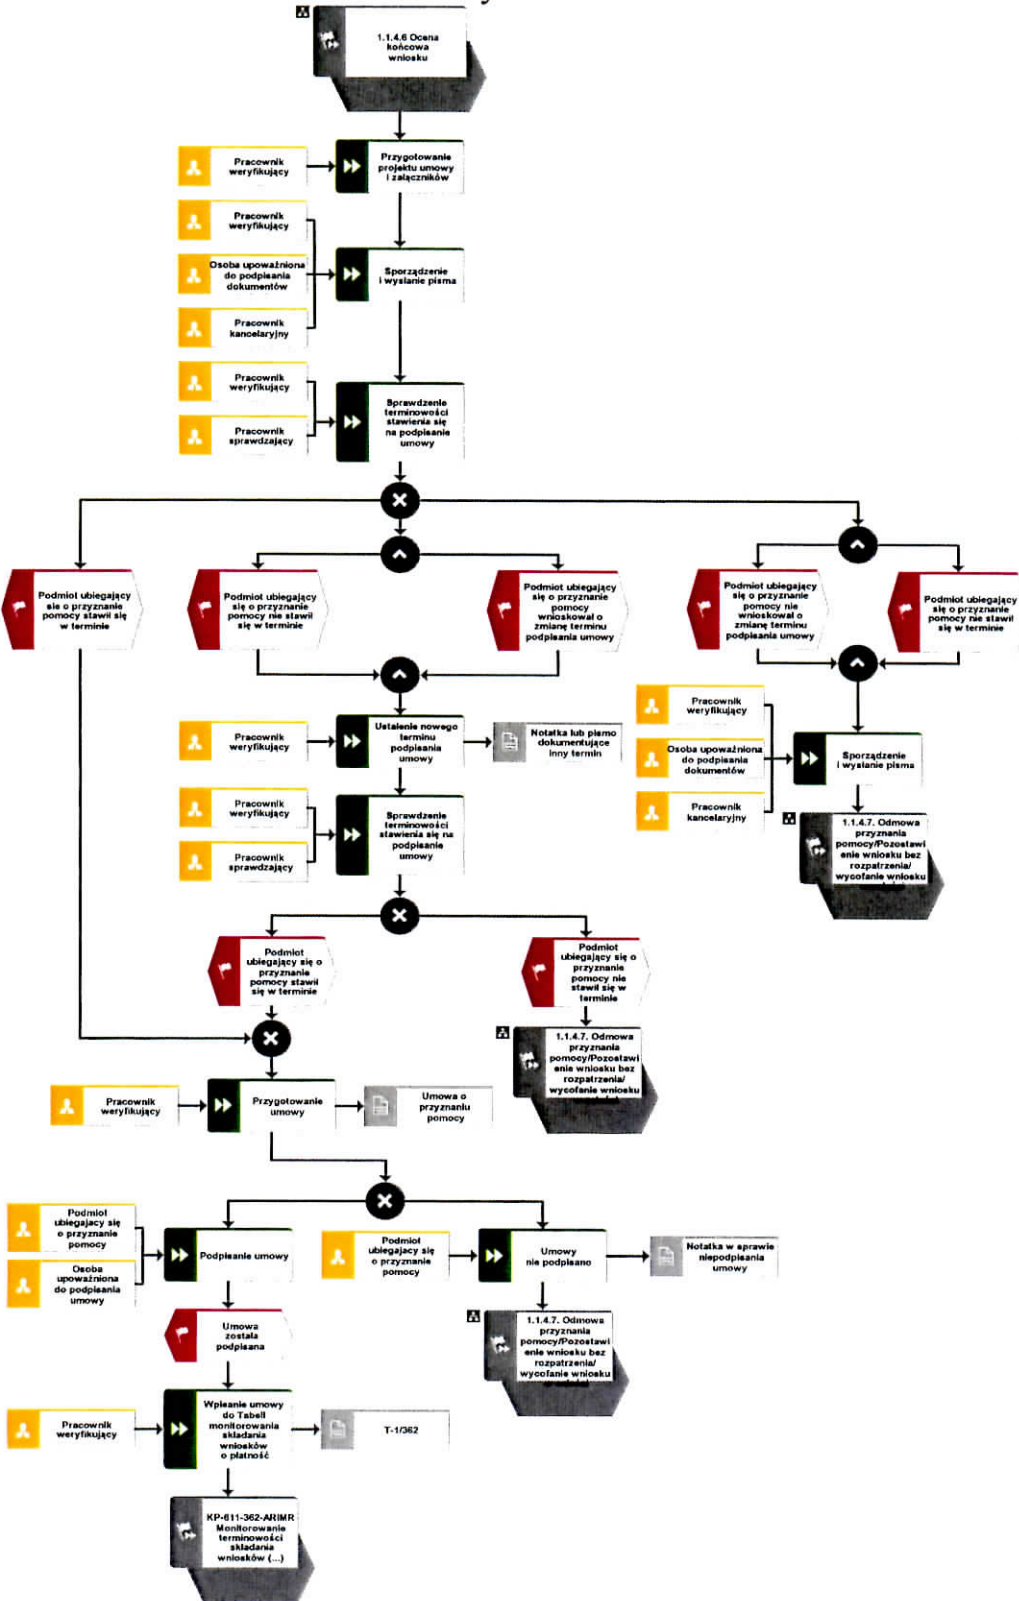 1.1.4.6 Ocena
końcowa
wniosku
Pracownik
weryfikujący
Przygotowanie
projektu umowy
i załączników
Pracownik
weryfikujący
Osoba upoważniona
do podpisania
dokumentów
Pracownik
kancelaryjny
Sporządzenie
i wysłanie pisma
Pracownik
weryfikujący
Pracownik
sprawdzający
Sprawdzenie
terminowości
stawienia się
na podpisanie
umowy
Podmiot ubiegający
się o przyznanie
pomocy stawił się
w terminie
Podmiot ubiegający
się o przyznanie
pomocy nie stawił
się w terminie
Podmiot ubiegający
się o przyznanie
pomocy
wnioskował o
zmianę terminu
podpisania umowy
Podmiot ubiegający
się o przyznanie
pomocy nie
wnioskował o
zmianę terminu
podpisania umowy
Podmiot ubiegający
się o przyznanie
pomocy nie stawił
się w terminie
Pracownik
weryfikujący
Osoba upoważniona
do podpisania
dokumentów
Pracownik
kancelaryjny
Sporządzenie
i wysłanie pisma
1.1.4.7. Odmowa
przyznania
pomocy/Pozostawi
enie wniosku bez
rozpatrzenia/
wycofanie wniosku
Pracownik
weryfikujący
Ustalenie nowego
terminu
podpisania
umowy
Notatka lub pismo
dokumentujące
inny termin
Pracownik
weryfikujący
Pracownik
sprawdzający
Sprawdzenie
terminowości
stawienia się na
podpisanie
umowy
Podmiot
ubiegający się o
przyznanie
pomocy stawił
się w terminie
Podmiot
ubiegający się o
przyznanie
pomocy nie
stawił się w
terminie
1.1.4.7. Odmowa
przyznania
pomocy/Pozostawi
enie wniosku bez
rozpatrzenia/
wycofanie wniosku
Pracownik
weryfikujący
Przygotowanie
umowy
Umowa o
przyznaniu
pomocy
Podmiot
ubiegajacy się
o przyznanie
pomocy
Osoba
upoważniona
do podpisania
umowy
Podpisanie umowy
Podmiot
ubiegajacy się
o przyznanie
pomocy
Umowy
nie podpisano
Notatka w sprawie
niepodpisania
umowy
Umowa
została
podpisana
1.1.4.7. Odmowa
przyznania
pomocy/Pozostawi
enie wniosku bez
rozpatrzenia/
wycofanie wniosku
Pracownik
weryfikujący
Wpisanie umowy
do Tabeli
monitorowania
składania
wniosków
o płatność
T-1/362
KP-611-362-ARiMR
Monitorowanie
terminowości
składania
wniosków (...)